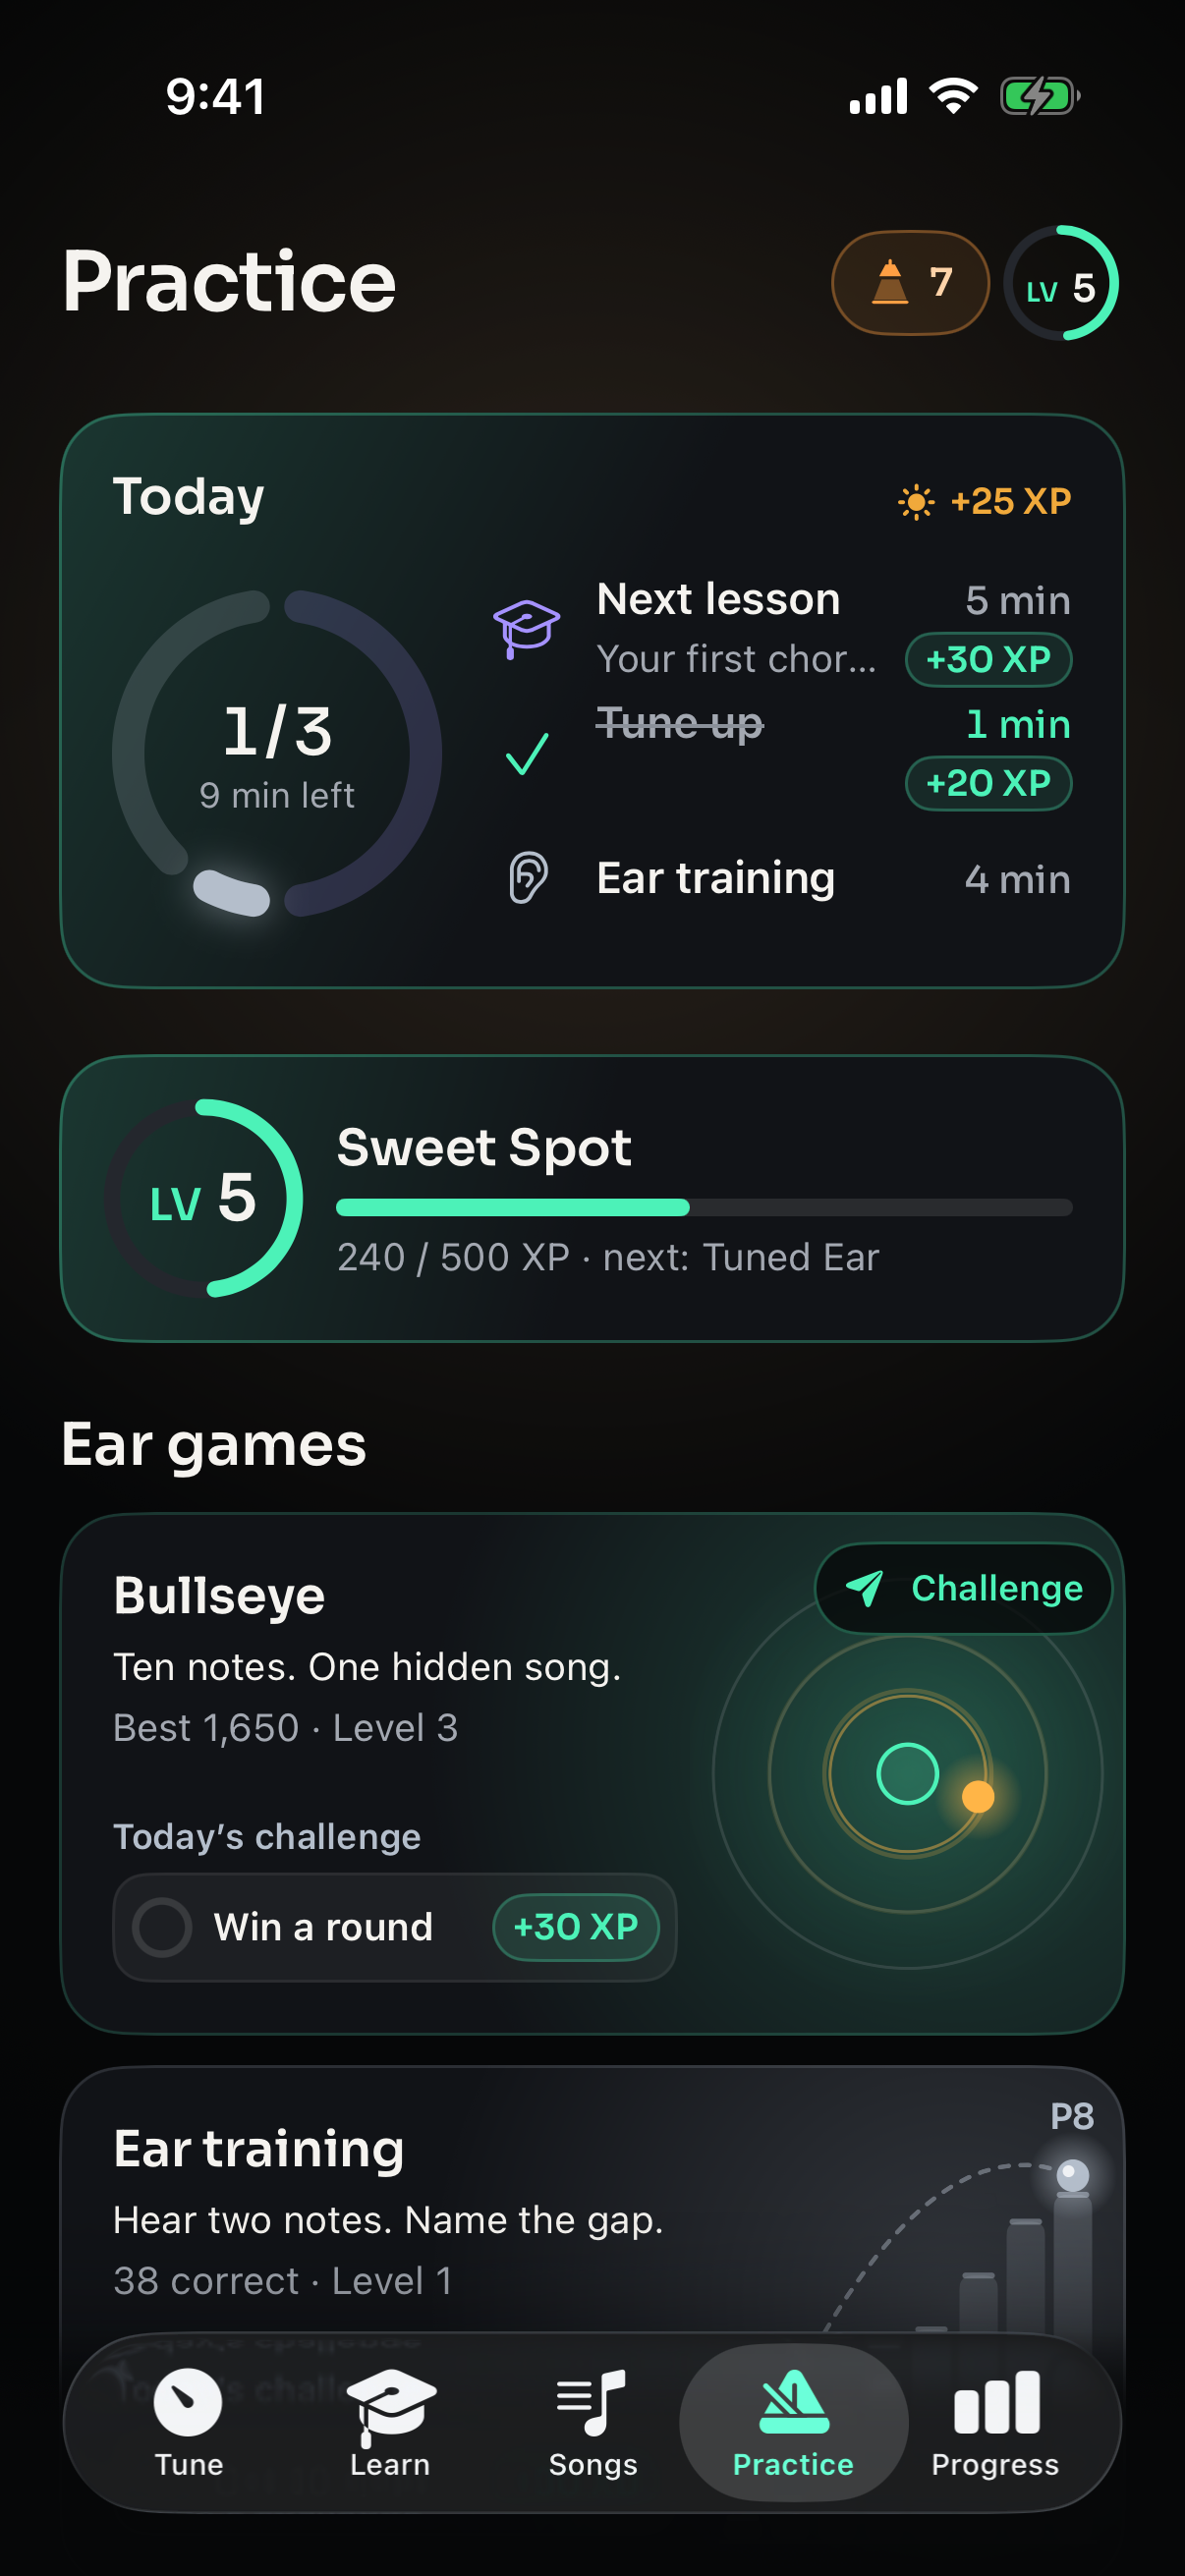 9:41
Practice
7
LV 5
Today
+25 XP
1/3
9 min left
Next lesson
5 min
Your first chor...
+30 XP
Tune up
1 min
+20 XP
Ear training
4 min
LV 5
Sweet Spot
240 / 500 XP · next: Tuned Ear
Ear games
Bullseye
Challenge
Ten notes. One hidden song.
Best 1,650 · Level 3
Today’s challenge
Win a round
+30 XP
P8
Ear training
Hear two notes. Name the gap.
38 correct · Level 1
Tune
Learn
Songs
Practice
Progress